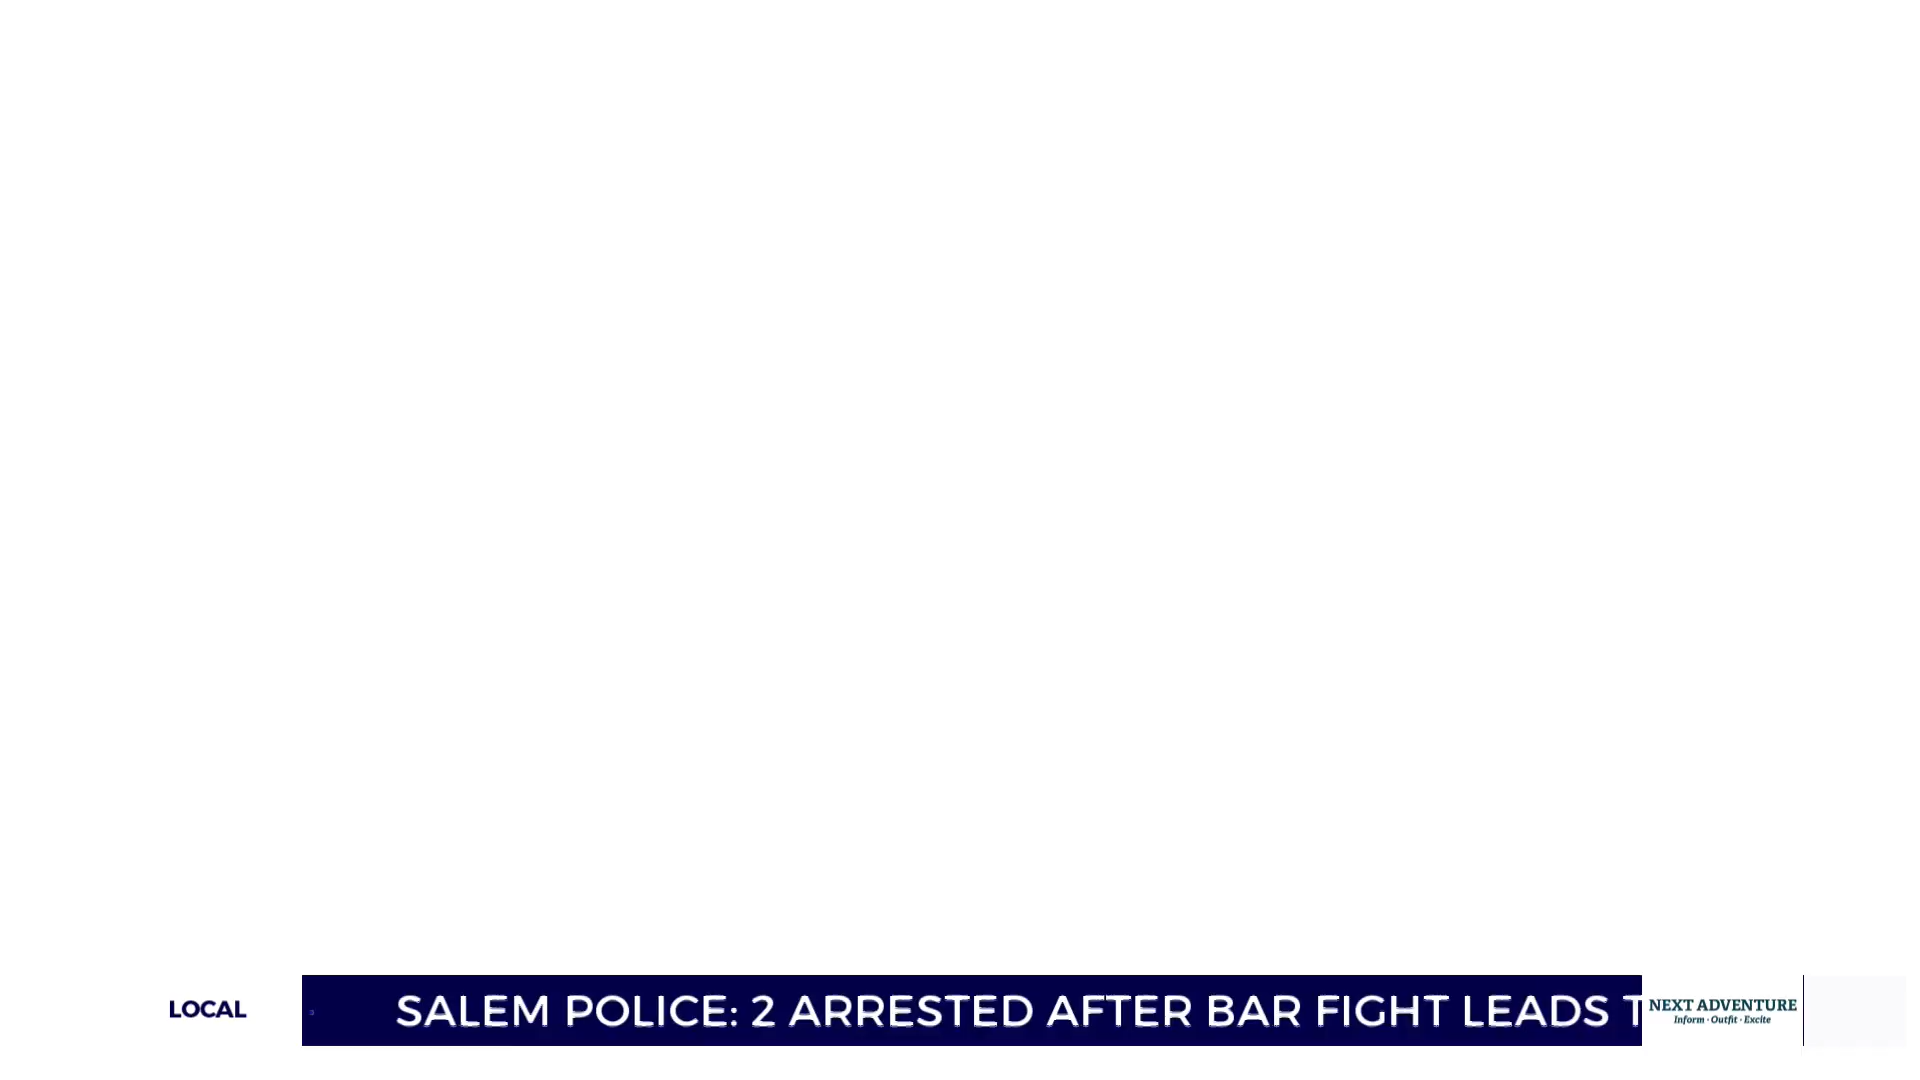 LOCAL
SALEM POLICE: 2 ARRESTED AFTER BAR FIGHT LEADS T
NEXT ADVENTURE
Inform · Outfit · Excite